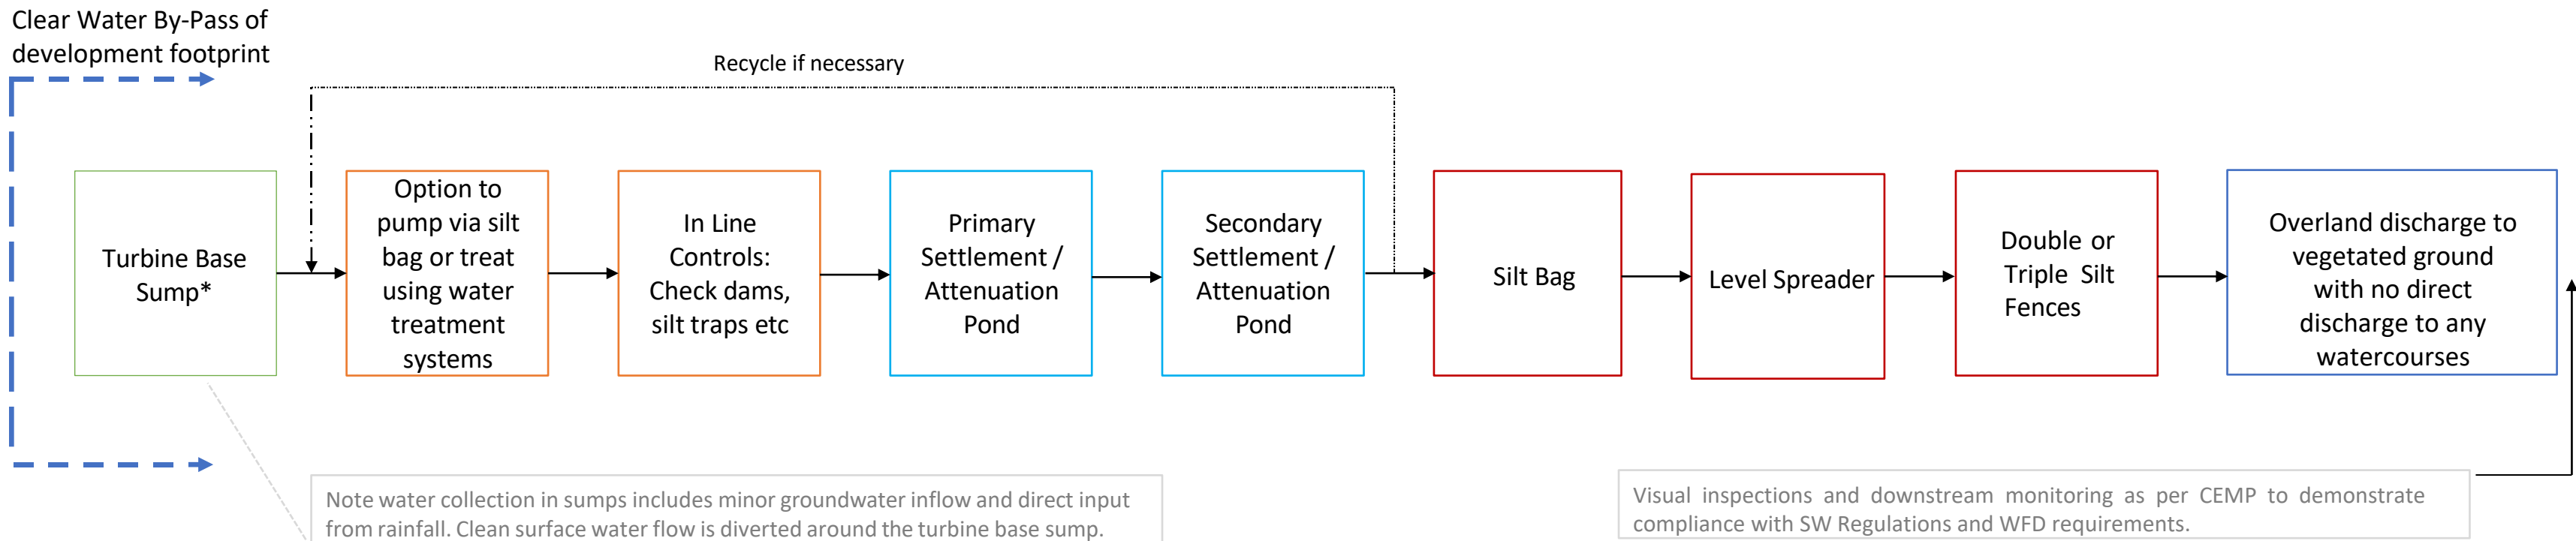 Clear Water By-Pass of
development footprint
Recycle if necessary
Turbine Base
Sump*
Option to
pump via silt
bag or treat
using water
treatment
systems
In Line
Controls:
Check dams,
silt traps etc
Primary
Settlement /
Attenuation
Pond
Secondary
Settlement /
Attenuation
Pond
Silt Bag
Level Spreader
Double or
Triple Silt
Fences
Overland discharge to
vegetated ground
with no direct
discharge to any
watercourses
Note water collection in sumps includes minor groundwater inflow and direct input
from rainfall. Clean surface water flow is diverted around the turbine base sump.
Visual inspections and downstream monitoring as per CEMP to demonstrate
compliance with SW Regulations and WFD requirements.